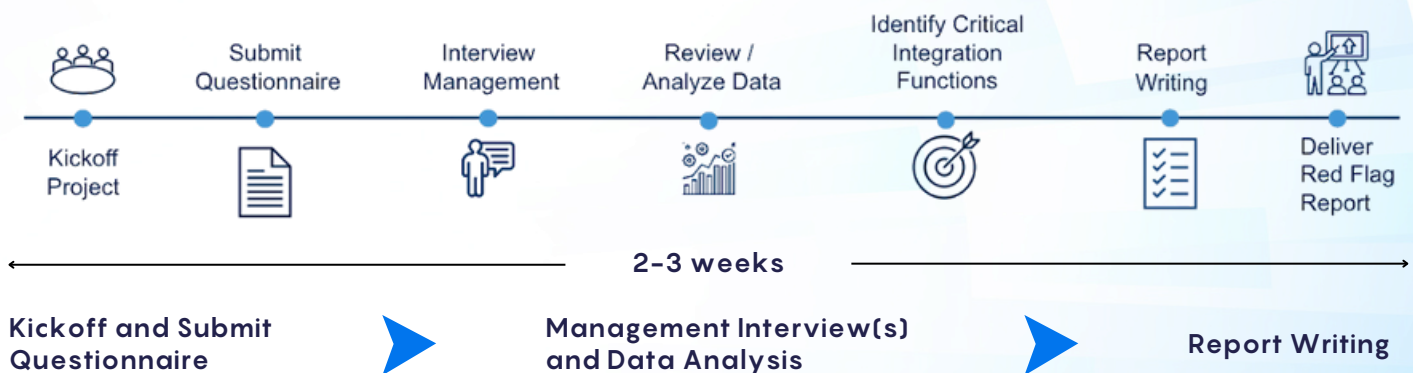 Kickoff
Project
Submit
Questionnaire
Interview
Management
Review /
Analyze Data
Identify Critical
Integration
Functions
Report
Writing
Deliver
Red Flag
Report
2-3 weeks
Kickoff and Submit
Questionnaire
Management Interview(s)
and Data Analysis
Report Writing